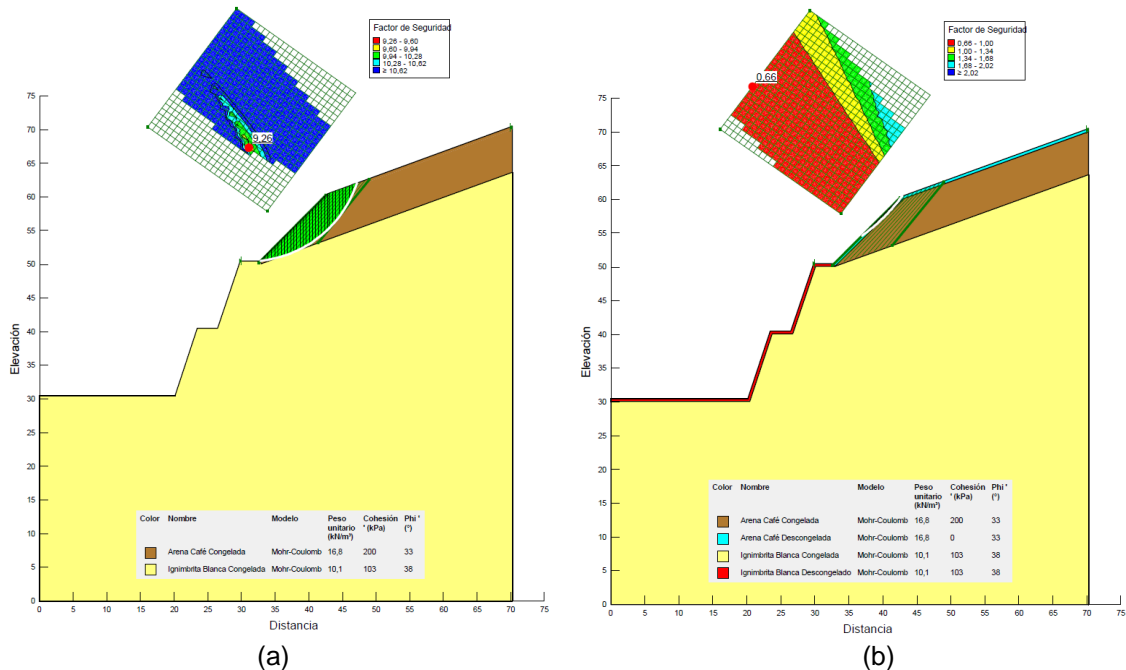 Factor de Seguridad
9,26 - 9,60
9,60 - 9,94
9,94 - 10,28
10,28 - 10,62
≥ 10,62
9,26
75
70
65
60
55
50
45
40
35
30
25
20
15
10
5
0
Elevación
Color Nombre Modelo Peso unitario (kN/m³) Cohesión ' (kPa) Phi ' (°)
Arena Café Congelada Mohr-Coulomb 16,8 200 33
Ignimbrita Blanca Congelada Mohr-Coulomb 10,1 103 38
0 5 10 15 20 25 30 35 40 45 50 55 60 65 70 75
Distancia
(a)
Factor de Seguridad
0,66 - 1,00
1,00 - 1,34
1,34 - 1,68
1,68 - 2,02
≥ 2,02
0,66
75
70
65
60
55
50
45
40
35
30
25
20
15
10
5
0
Elevación
Color Nombre Modelo Peso unitario (kN/m³) Cohesión ' (kPa) Phi ' (°)
Arena Café Congelada Mohr-Coulomb 16,8 200 33
Arena Café Descongelada Mohr-Coulomb 16,8 0 33
Ignimbrita Blanca Congelada Mohr-Coulomb 10,1 103 38
Ignimbrita Blanca Descongelado Mohr-Coulomb 10,1 103 38
0 5 10 15 20 25 30 35 40 45 50 55 60 65 70 75
Distancia
(b)